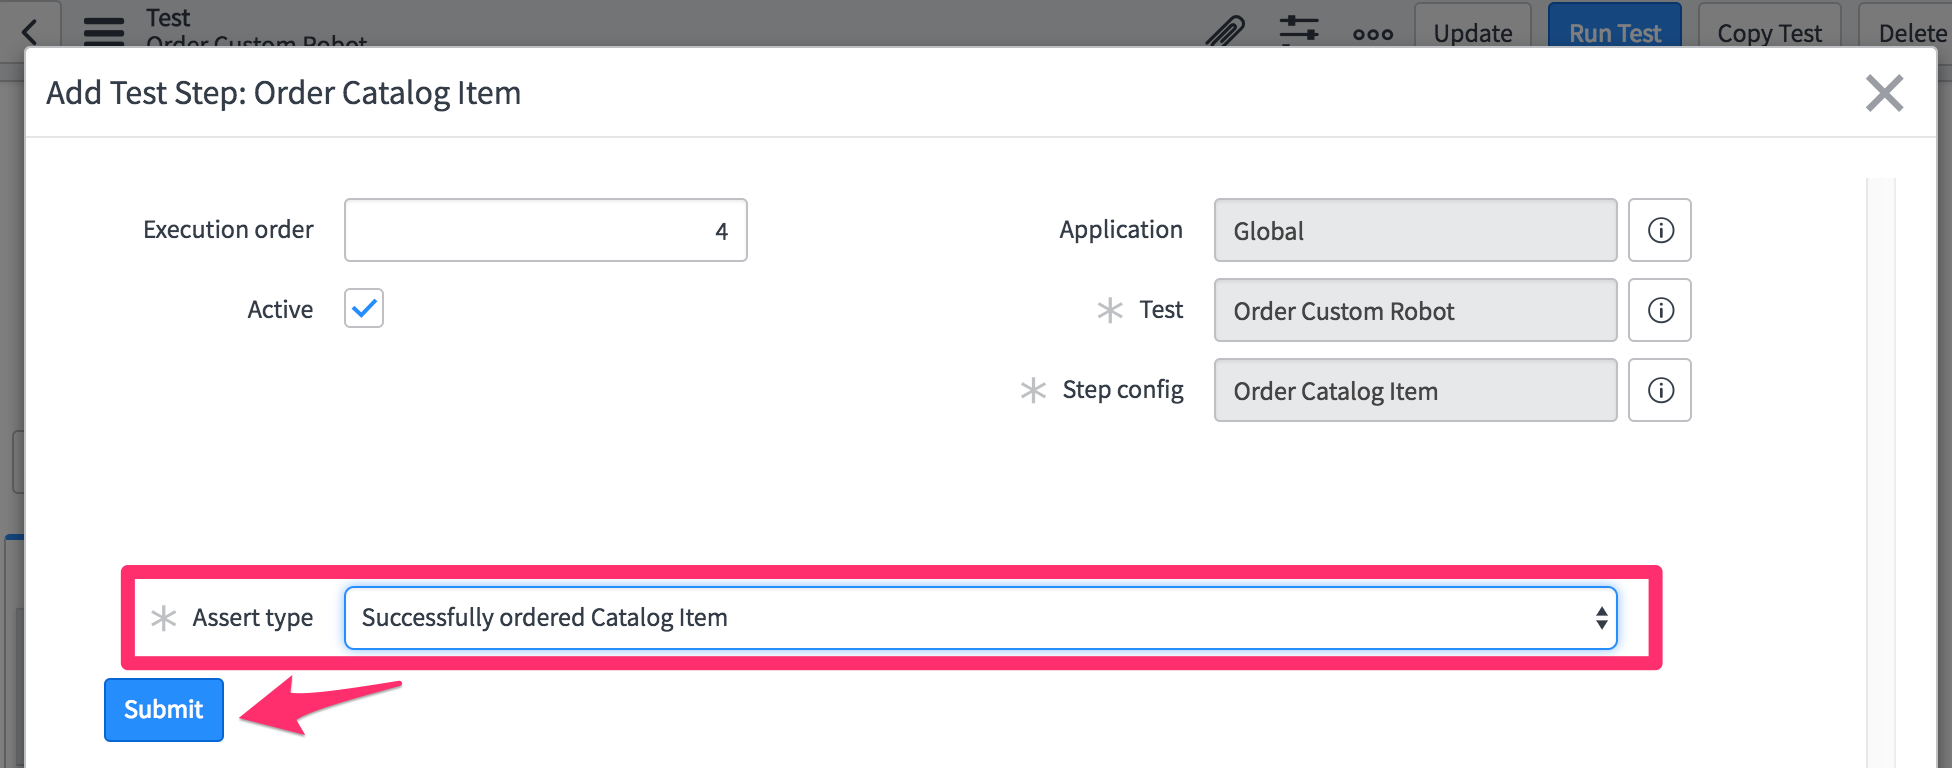 Test
Order Custom Robot
Update
Run Test
Copy Test
Delete
Add Test Step: Order Catalog Item
Execution order
4
Application
Global
Active
Test
Order Custom Robot
Step config
Order Catalog Item
Assert type
Successfully ordered Catalog Item
Submit